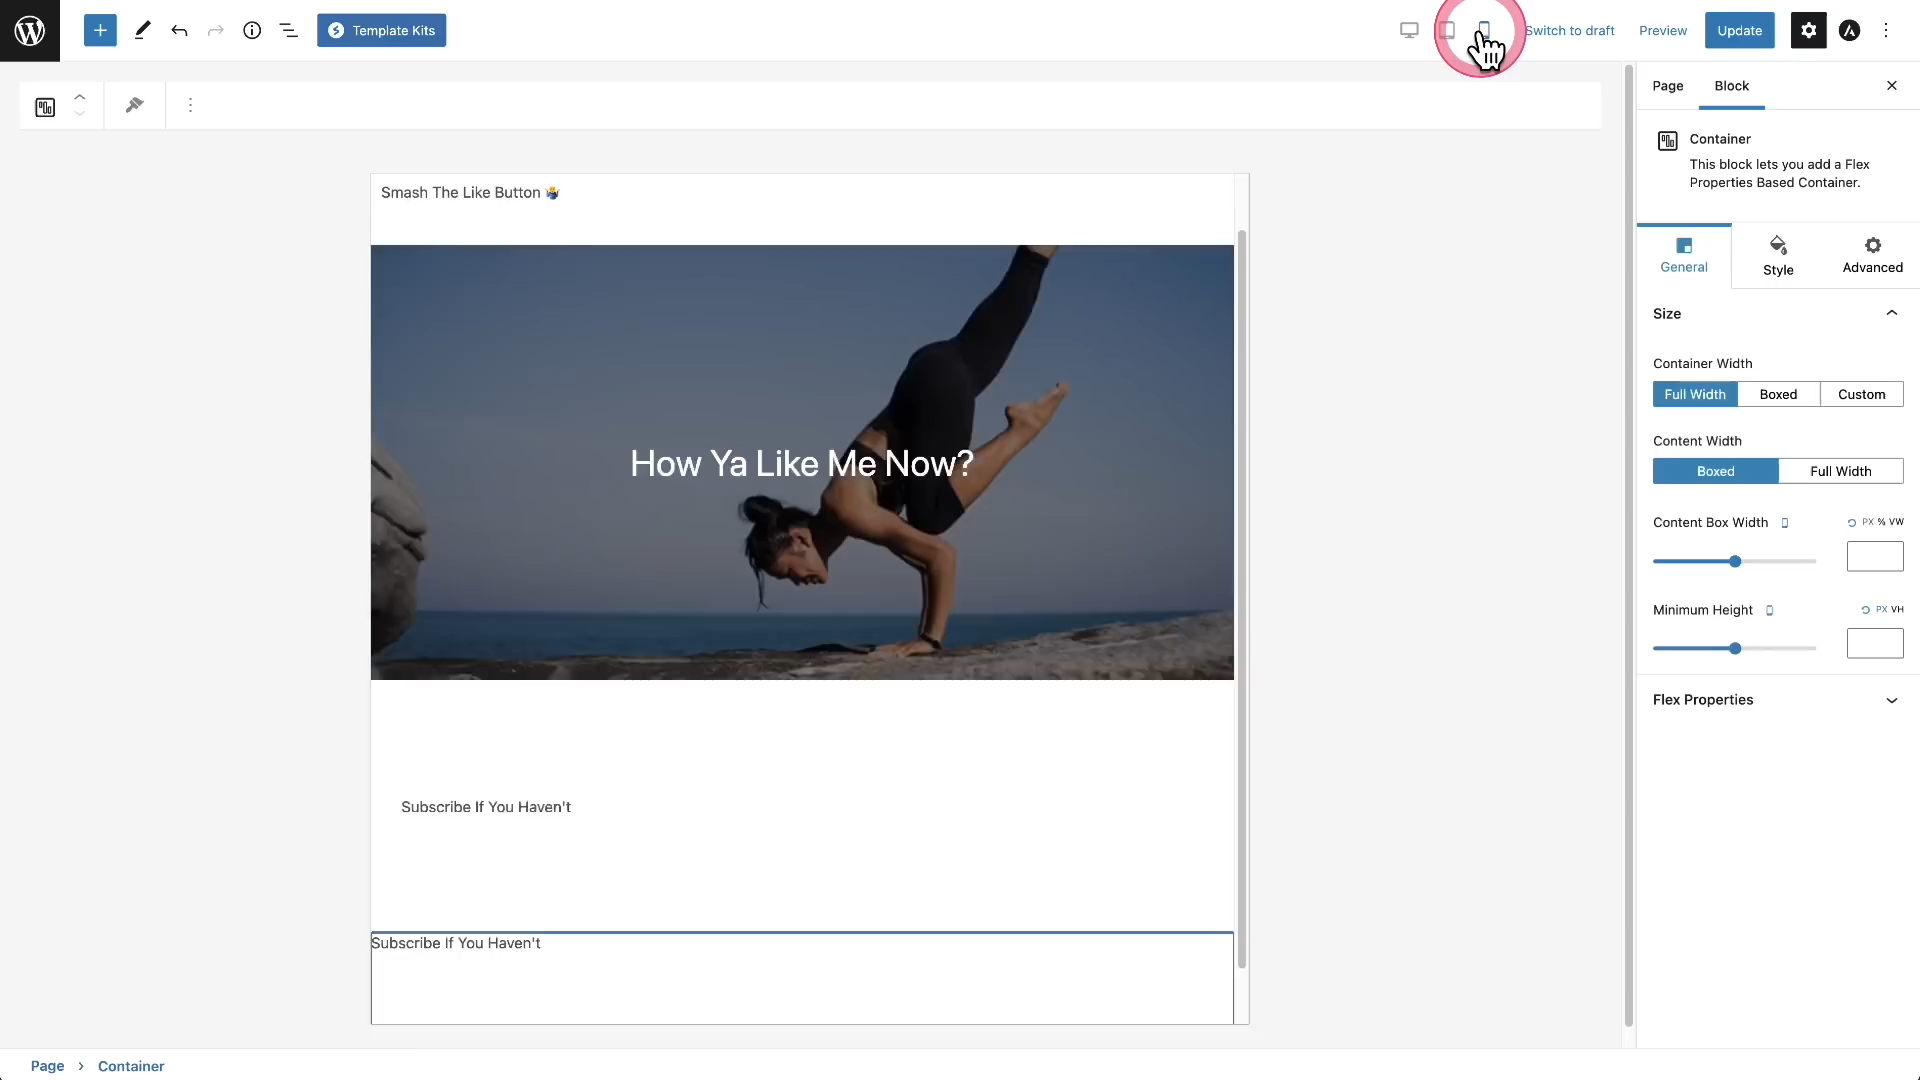 Template Kits
Switch to draft
Preview
Update
Page
Block
Container
This block lets you add a Flex
Properties Based Container.
General
Style
Advanced
Size
Container Width
Full Width
Boxed
Custom
Content Width
Boxed
Full Width
Content Box Width
PX % VW
Minimum Height
PX VH
Flex Properties
Smash The Like Button
How Ya Like Me Now?
Subscribe If You Haven't
Subscribe If You Haven't
Page
Container